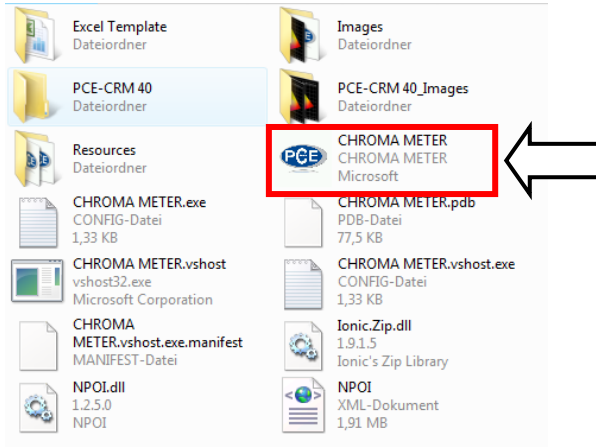 Excel Template
Dateiordner
Images
Dateiordner
PCE-CRM 40
Dateiordner
PCE-CRM 40_Images
Dateiordner
Resources
Dateiordner
PCE
CHROMA METER
CHROMA METER
Microsoft
CHROMA METER.exe
CONFIG-Datei
1,33 KB
CHROMA METER.pdb
PDB-Datei
77,5 KB
CHROMA METER.vshost
vshost32.exe
Microsoft Corporation
CHROMA METER.vshost.exe
CONFIG-Datei
1,33 KB
CHROMA
METER.vshost.exe.manifest
MANIFEST-Datei
Ionic.Zip.dll
1.9.1.5
Ionic's Zip Library
NPOI.dll
1.2.5.0
NPOI
NPOI
XML-Dokument
1,91 MB